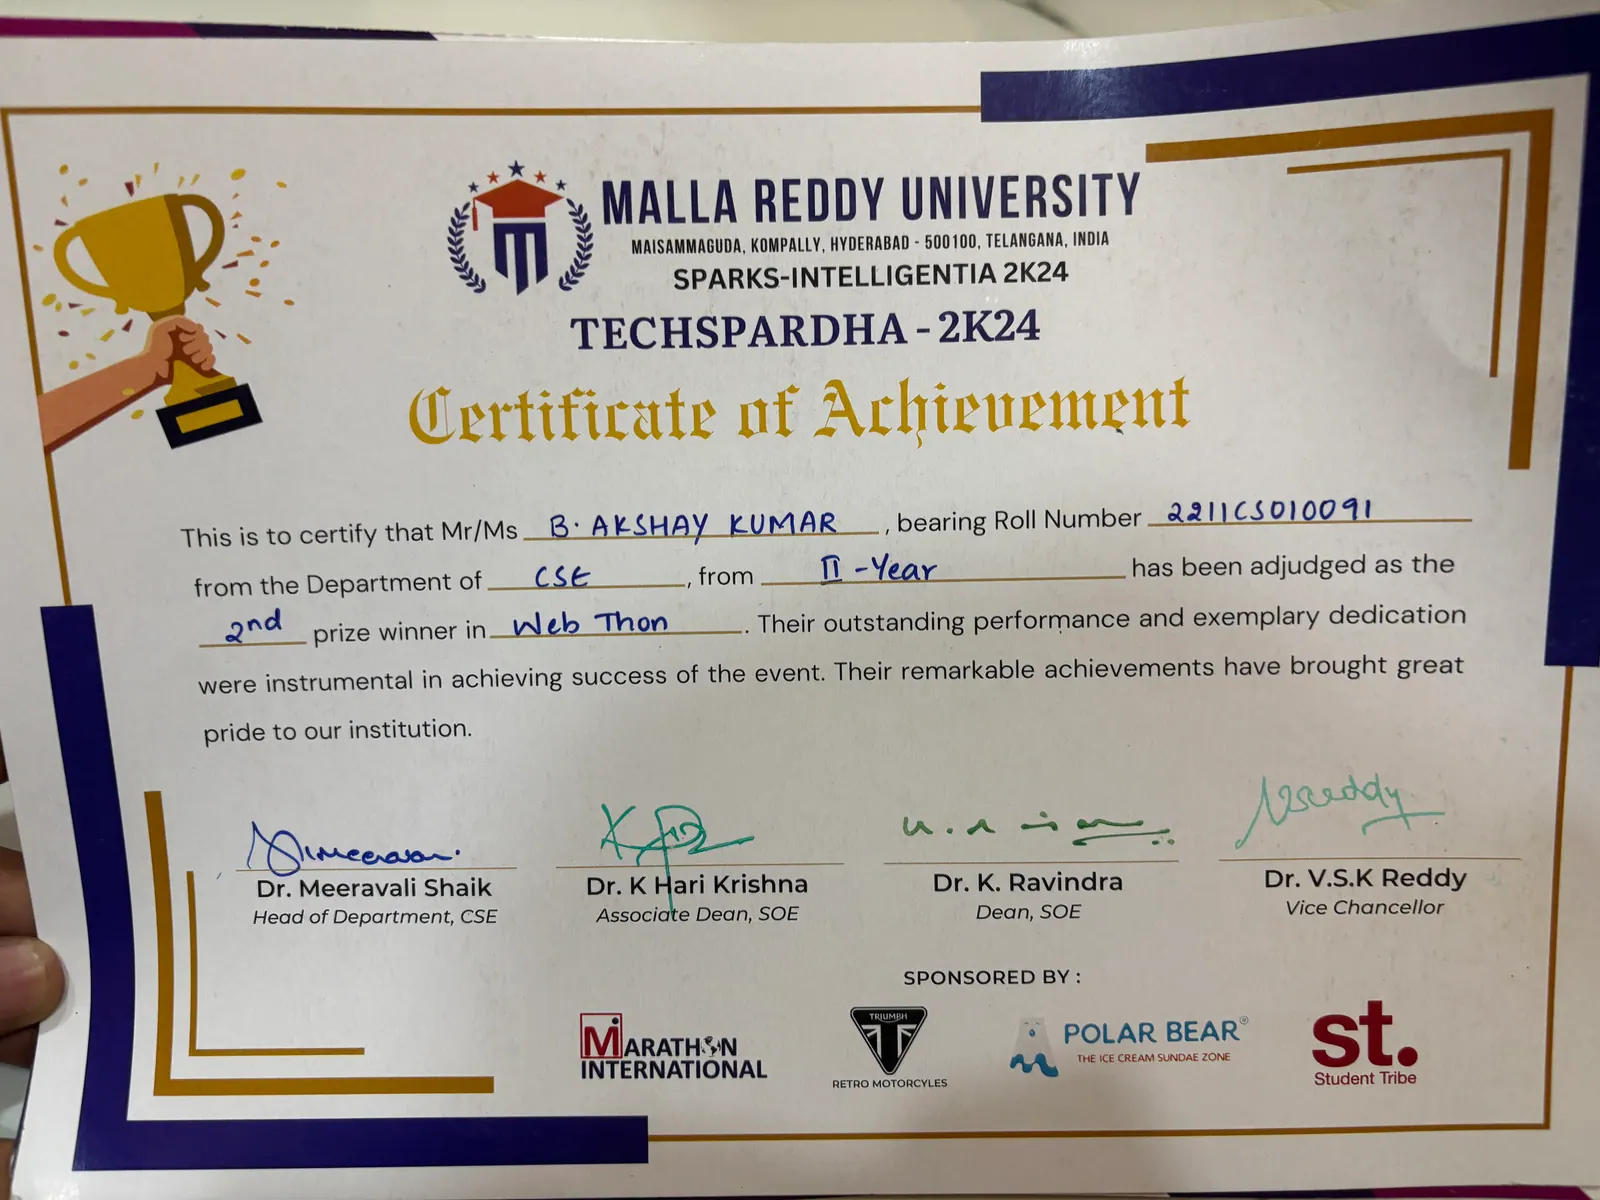 MALLA REDDY UNIVERSITY
MAISAMMAGUDA, KOMPALLY, HYDERABAD - 500100, TELANGANA, INDIA
SPARKS-INTELLIGENTIA 2K24
TECHSPARDHA - 2K24
Certificate of Achievement
This is to certify that Mr/Ms B. AKSHAY KUMAR, bearing Roll Number 2211CS010091
from the Department of CSE, from II - Year has been adjudged as the
2nd prize winner in Web Thon. Their outstanding performance and exemplary dedication
were instrumental in achieving success of the event. Their remarkable achievements have brought great
pride to our institution.
Dr. Meeravali Shaik
Head of Department, CSE
Dr. K Hari Krishna
Associate Dean, SOE
Dr. K. Ravindra
Dean, SOE
Dr. V.S.K Reddy
Vice Chancellor
SPONSORED BY :
MARATHON
INTERNATIONAL
TRIUMPH
RETRO MOTORCYLES
POLAR BEAR®
THE ICE CREAM SUNDAE ZONE
st.
Student Tribe